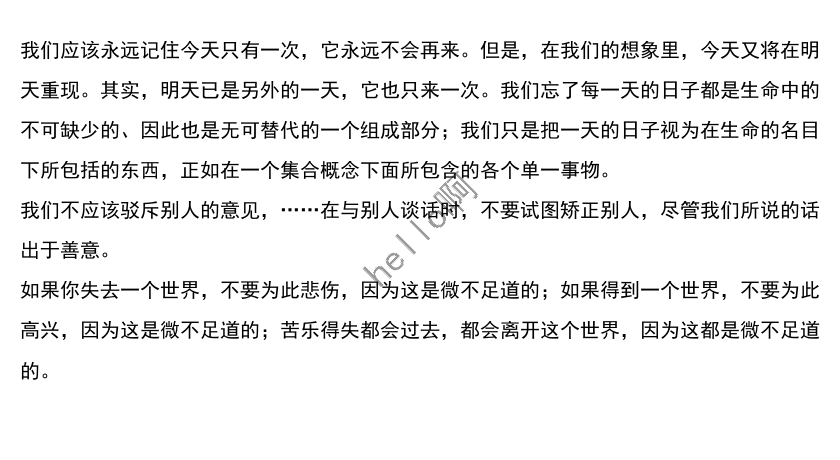 我们应该永远记住今天只有一次，它永远不会再来。但是，在我们的想象里，今天又将在明
天重现。其实，明天已是另外的一天，它也只来一次。我们忘了每一天的日子都是生命中的
不可缺少的、因此也是无可替代的一个组成部分；我们只是把一天的日子视为在生命的名目
下所包括的东西，正如在一个集合概念下面所包含的各个单一事物。
我们不应该驳斥别人的意见，……在与别人谈话时，不要试图矫正别人，尽管我们所说的话
出于善意。
如果你失去一个世界，不要为此悲伤，因为这是微不足道的；如果得到一个世界，不要为此
高兴，因为这是微不足道的；苦乐得失都会过去，都会离开这个世界，因为这都是微不足道
的。
hello啊